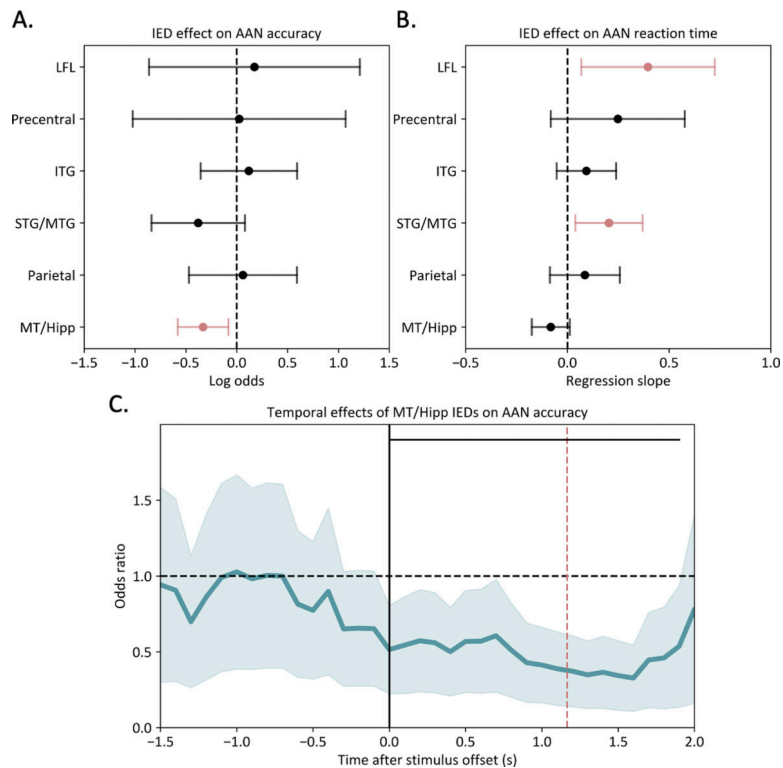 A.
IED effect on AAN accuracy
LFL
Precentral
ITG
STG/MTG
Parietal
MT/Hipp
−1.5 −1.0 −0.5 0.0 0.5 1.0 1.5
Log odds
B.
IED effect on AAN reaction time
LFL
Precentral
ITG
STG/MTG
Parietal
MT/Hipp
−0.5 0.0 0.5 1.0
Regression slope
C.
Temporal effects of MT/Hipp IEDs on AAN accuracy
1.5
1.0
0.5
0.0
Odds ratio
−1.5 −1.0 −0.5 0.0 0.5 1.0 1.5 2.0
Time after stimulus offset (s)